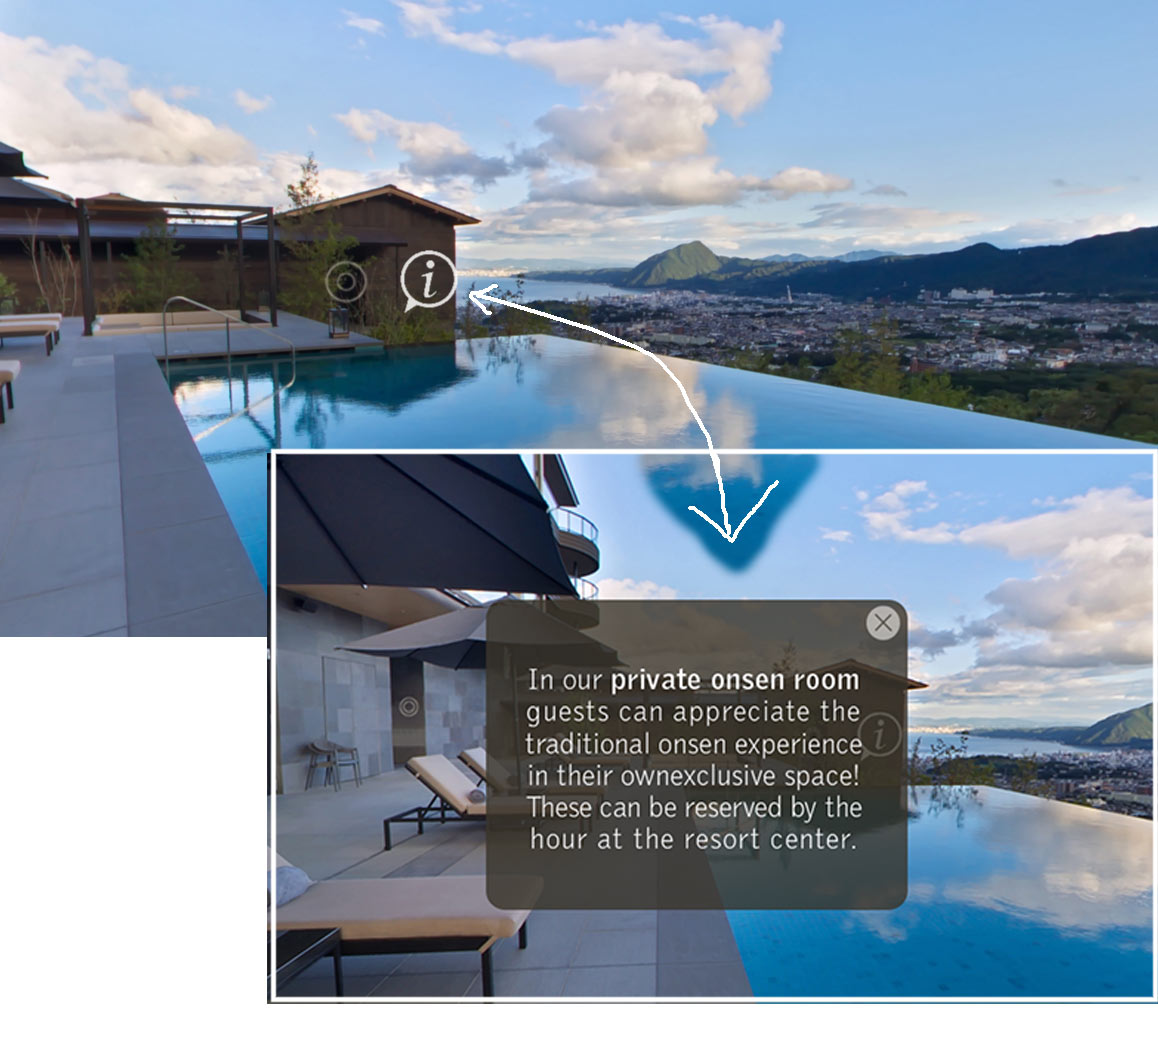 i
In our private onsen room
guests can appreciate the
traditional onsen experience
in their ownexclusive space!
These can be reserved by the
hour at the resort center.
i